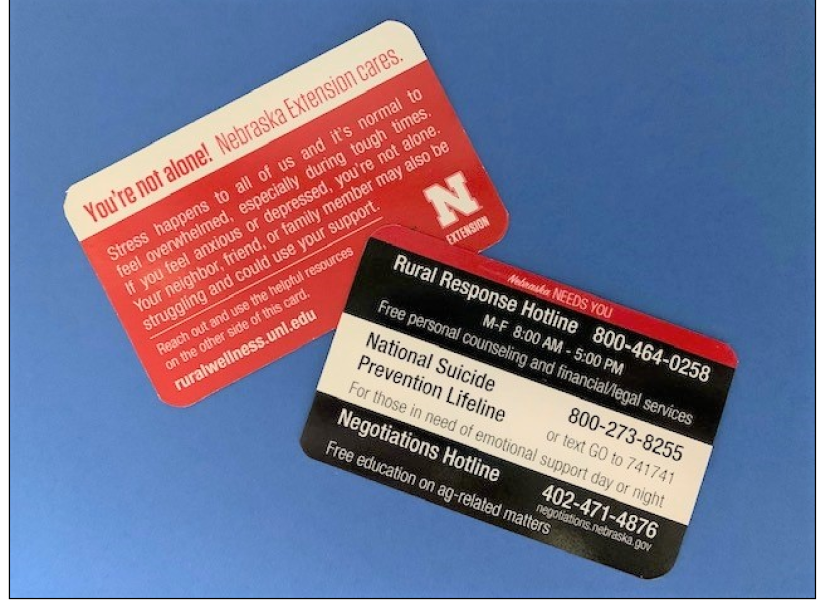 You're not alone! Nebraska Extension cares.
Stress happens to all of us and it's normal to
feel overwhelmed, especially during tough times.
If you feel anxious or depressed, you're not alone.
Your neighbor, friend, or family member may also be
struggling and could use your support.
Reach out and use the helpful resources
on the other side of this card.
ruralwellness.unl.edu
N
EXTENSION
Nebraska NEEDS YOU
Rural Response Hotline 800-464-0258
M-F 8:00 AM - 5:00 PM
Free personal counseling and financial/legal services
National Suicide
Prevention Lifeline 800-273-8255
or text GO to 741741
For those in need of emotional support day or night
Negotiations Hotline 402-471-4876
negotiations.nebraska.gov
Free education on ag-related matters